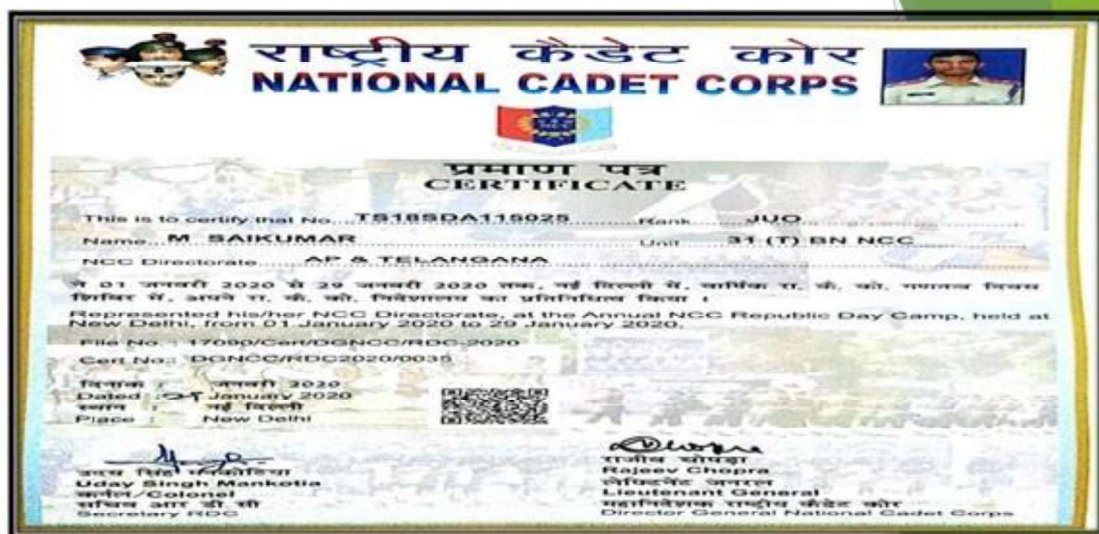 राष्ट्रीय कैडेट कोर
NATIONAL CADET CORPS
NCC
प्रमाण पत्र
CERTIFICATE
This is to certify that No. TS18SDA115025 Rank JUO
Name M SAIKUMAR Unit 31 (T) BN NCC
NCC Directorate AP & TELANGANA
ने 01 जनवरी 2020 से 29 जनवरी 2020 तक, नई दिल्ली में, वार्षिक रा. कै. को. गणतन्त्र दिवस
शिविर में, अपने रा. कै. को. निदेशालय का प्रतिनिधित्व किया ।
Represented his/her NCC Directorate, at the Annual NCC Republic Day Camp, held at
New Delhi, from 01 January 2020 to 29 January 2020.
File No. : 17090/Cert/DGNCC/RDC-2020
Cert No.: DGNCC/RDC2020/0035
दिनांक : जनवरी 2020
Dated : January 2020
स्थान : नई दिल्ली
Place : New Delhi
उदय सिंह मनकोटिया
Uday Singh Mankotia
कर्नल/Colonel
सचिव आर डी सी
Secretary RDC
राजीव चोपड़ा
Rajeev Chopra
लेफ्टिनेंट जनरल
Lieutenant General
महानिदेशक राष्ट्रीय कैडेट कोर
Director General National Cadet Corps